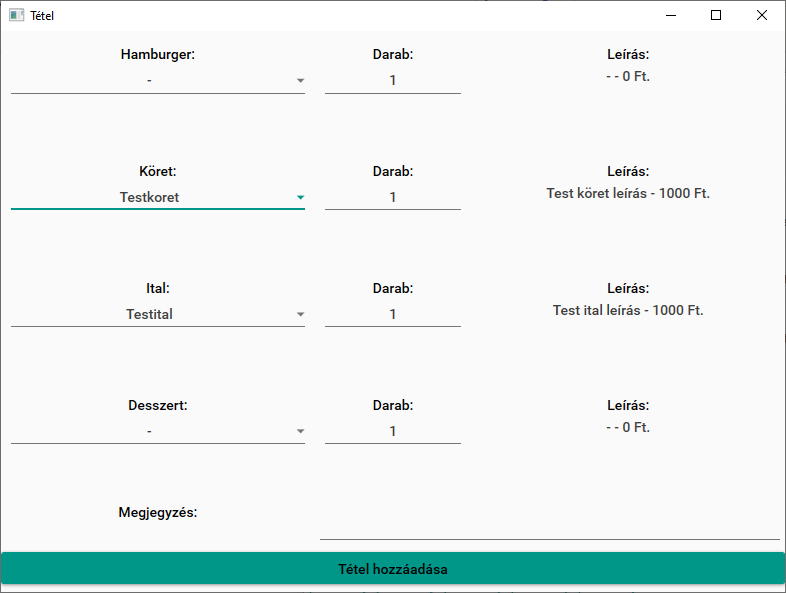 Tétel
Hamburger: Darab: Leírás:
- 1 - - 0 Ft.
Köret: Darab: Leírás:
Testkoret 1 Test köret leírás - 1000 Ft.
Ital: Darab: Leírás:
Testital 1 Test ital leírás - 1000 Ft.
Desszert: Darab: Leírás:
- 1 - - 0 Ft.
Megjegyzés:
Tétel hozzáadása